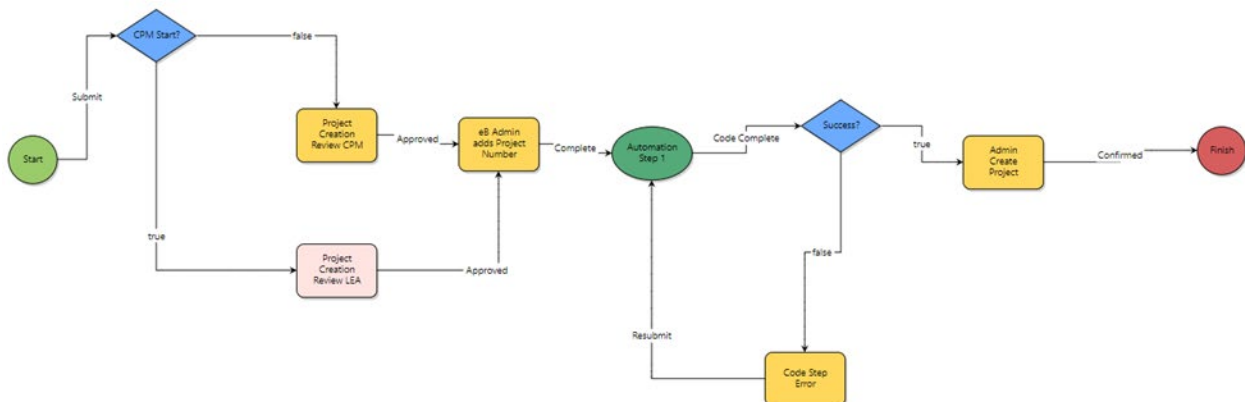 CPM Start?
false
Submit
Start
Project
Creation
Review CPM
Approved
eB Admin
adds Project
Number
Complete
Automation
Step 1
Code Complete
Success?
true
Admin
Create
Project
Confirmed
Finish
true
Project
Creation
Review LEA
Approved
false
Resubmit
Code Step
Error